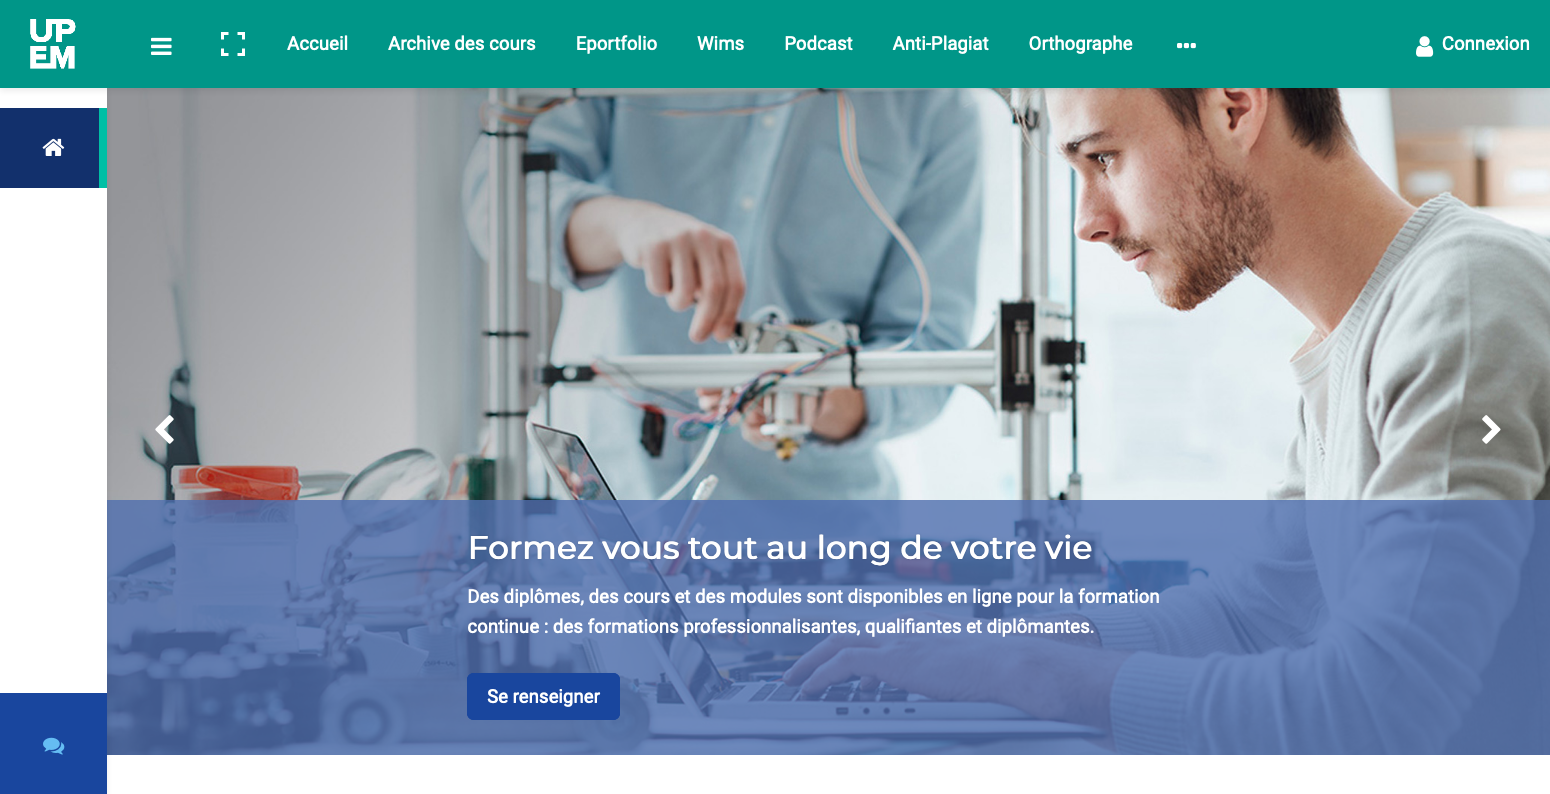 UPEM
Accueil Archive des cours Eportfolio Wims Podcast Anti-Plagiat Orthographe Connexion
Formez vous tout au long de votre vie
Des diplômes, des cours et des modules sont disponibles en ligne pour la formation
continue : des formations professionnalisantes, qualifiantes et diplômantes.
Se renseigner